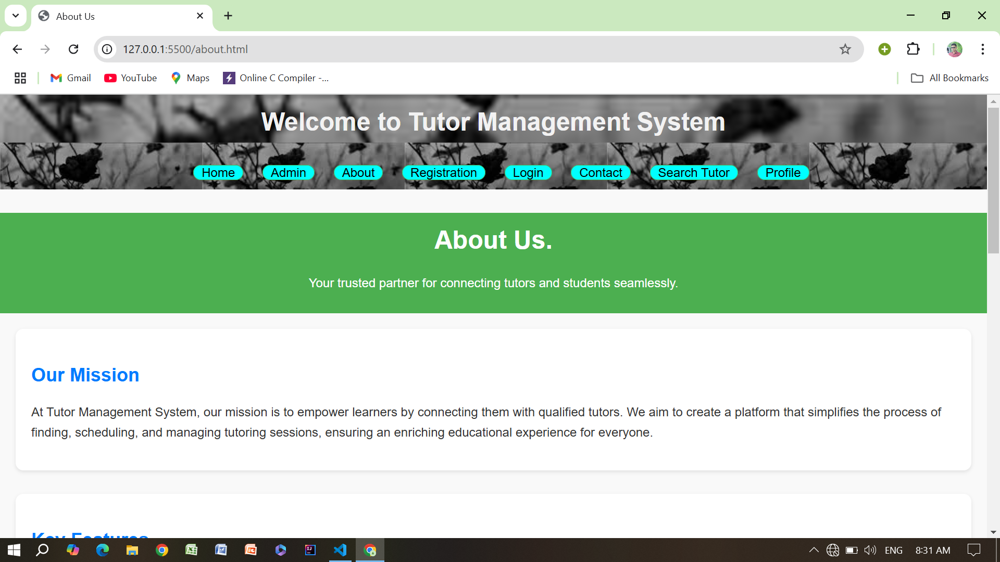 About Us
127.0.0.1:5500/about.html
Gmail YouTube Maps Online C Compiler -... All Bookmarks
Welcome to Tutor Management System
Home Admin About Registration Login Contact Search Tutor Profile
About Us.
Your trusted partner for connecting tutors and students seamlessly.
Our Mission
At Tutor Management System, our mission is to empower learners by connecting them with qualified tutors. We aim to create a platform that simplifies the process of
finding, scheduling, and managing tutoring sessions, ensuring an enriching educational experience for everyone.
Key Features
ENG 8:31 AM